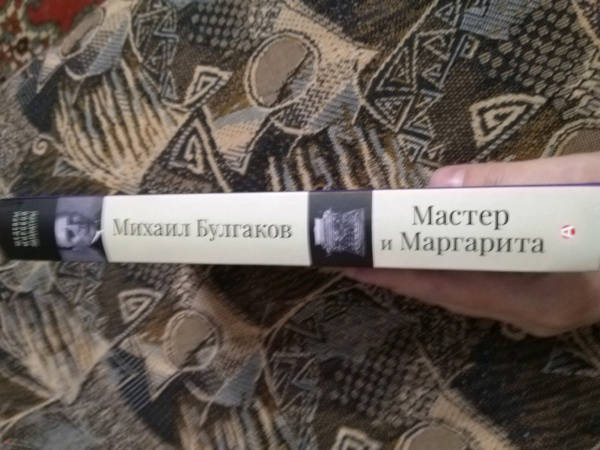 Михаил Булгаков
Мастер
и Маргарита